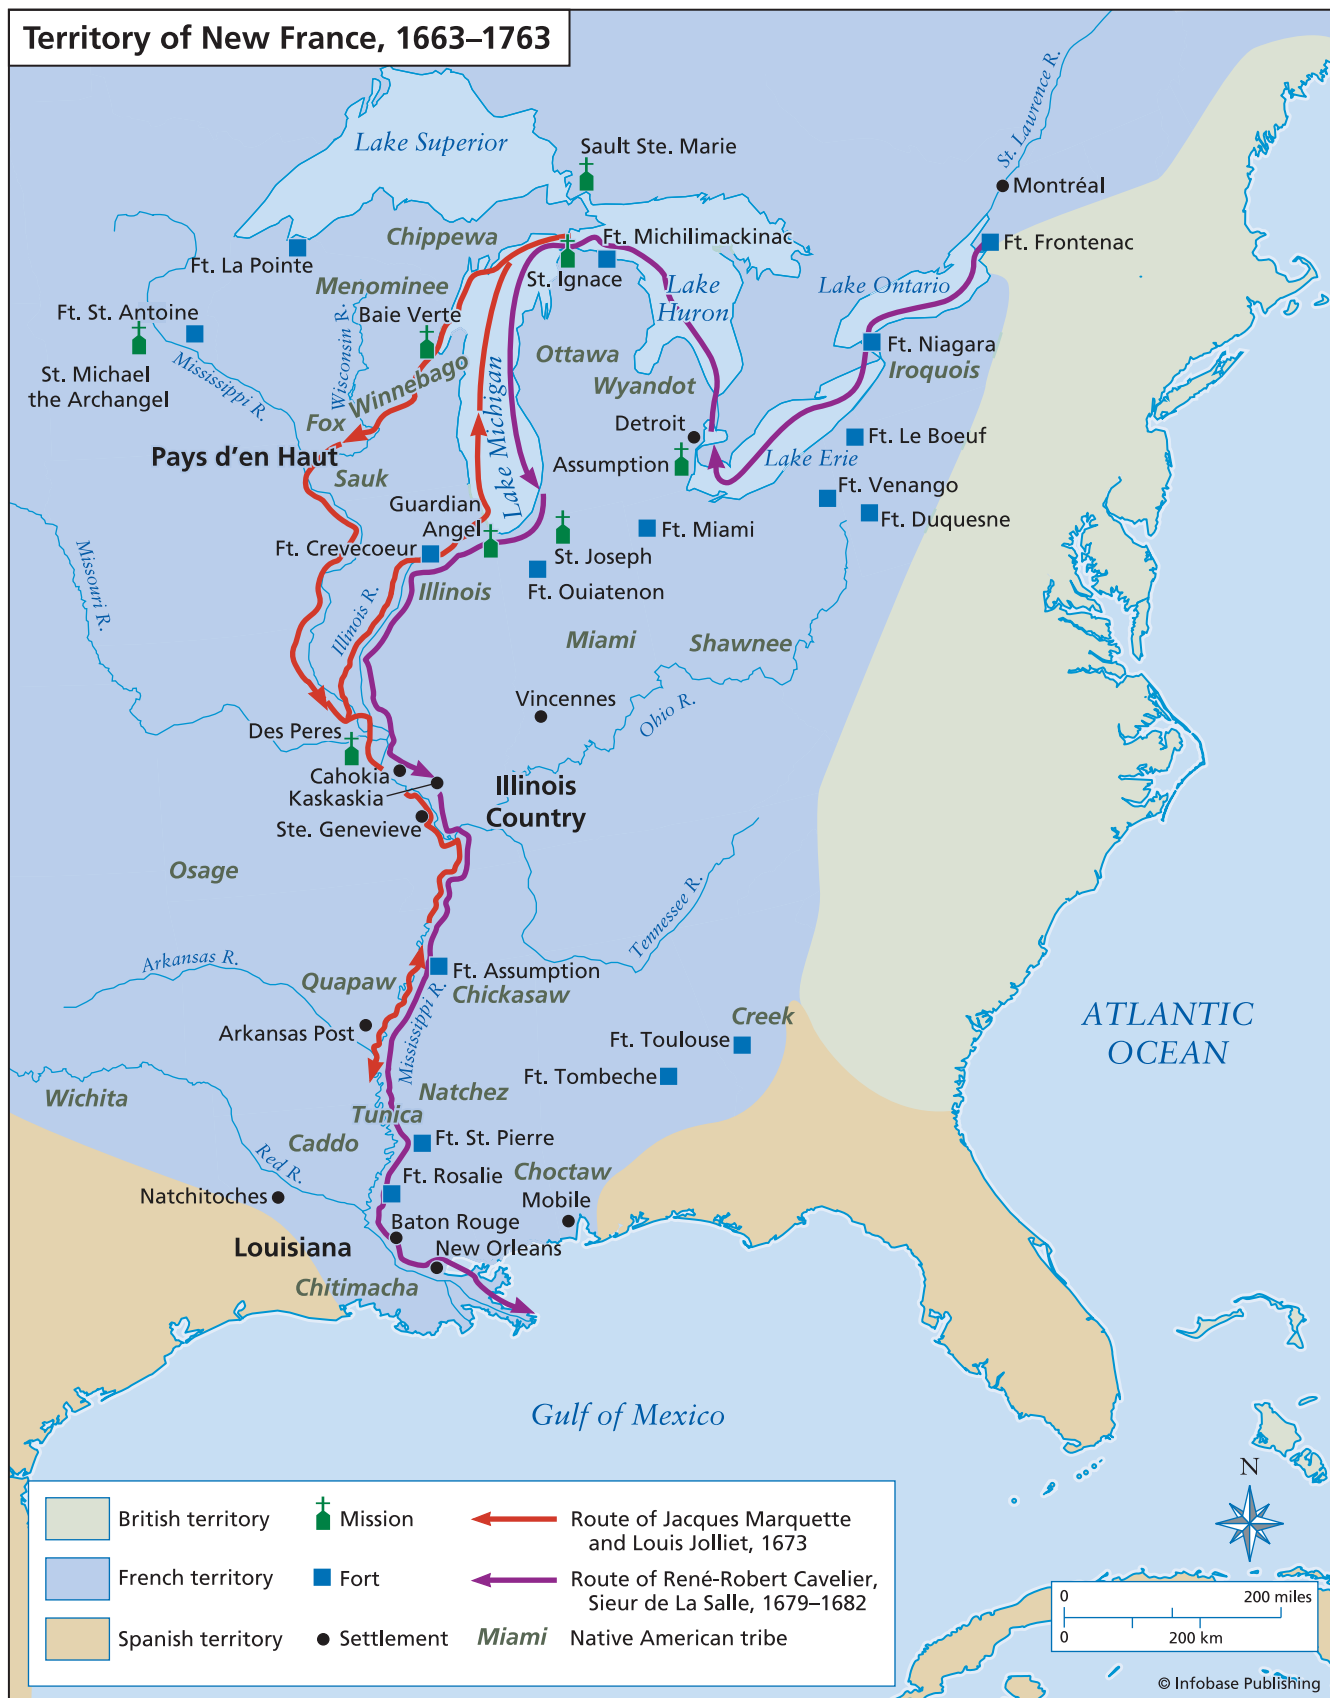 Territory of New France, 1663–1763
Lake Superior
Sault Ste. Marie
St. Lawrence R.
Montréal
Chippewa
Ft. Michilimackinac
Ft. Frontenac
Ft. La Pointe
St. Ignace
Menominee
Lake
Huron
Lake Ontario
Ft. St. Antoine
Baie Verte
Wisconsin R.
Ft. Niagara
Iroquois
St. Michael
the Archangel
Mississippi R.
Winnebago
Ottawa
Wyandot
Lake Michigan
Fox
Detroit
Ft. Le Boeuf
Pays d’en Haut
Sauk
Assumption
Lake Erie
Ft. Venango
Guardian
Angel
Ft. Duquesne
Ft. Miami
Missouri R.
Ft. Crevecoeur
St. Joseph
Illinois
Ft. Ouiatenon
Illinois R.
Miami
Shawnee
Vincennes
Ohio R.
Des Peres
Cahokia
Kaskaskia
Illinois
Country
Ste. Genevieve
Osage
Tennessee R.
Arkansas R.
Quapaw
Ft. Assumption
Chickasaw
Mississippi R.
Arkansas Post
Creek
Ft. Toulouse
ATLANTIC
OCEAN
Ft. Tombeche
Wichita
Natchez
Tunica
Caddo
Ft. St. Pierre
Red R.
Ft. Rosalie
Choctaw
Natchitoches
Mobile
Baton Rouge
Louisiana
New Orleans
Chitimacha
Gulf of Mexico
N
British territory
Mission
Route of Jacques Marquette
and Louis Jolliet, 1673
French territory
Fort
Route of René-Robert Cavelier,
Sieur de La Salle, 1679–1682
Spanish territory
Settlement
Miami
Native American tribe
0 200 miles
0 200 km
© Infobase Publishing